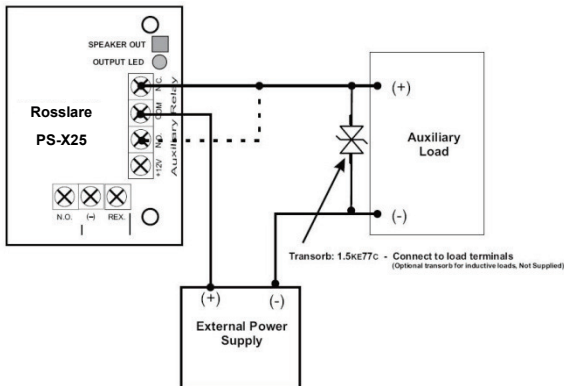 SPEAKER OUT
OUTPUT LED
Rosslare
PS-X25
N.C.
COM
N.O.
+12V
Auxiliary Relay
N.O.
(–)
REX.
(+)
Auxiliary
Load
(-)
Transorb: 1.5KE77C - Connect to load terminals
(Optional transorb for inductive loads, Not Supplied)
(+)
(-)
External Power
Supply